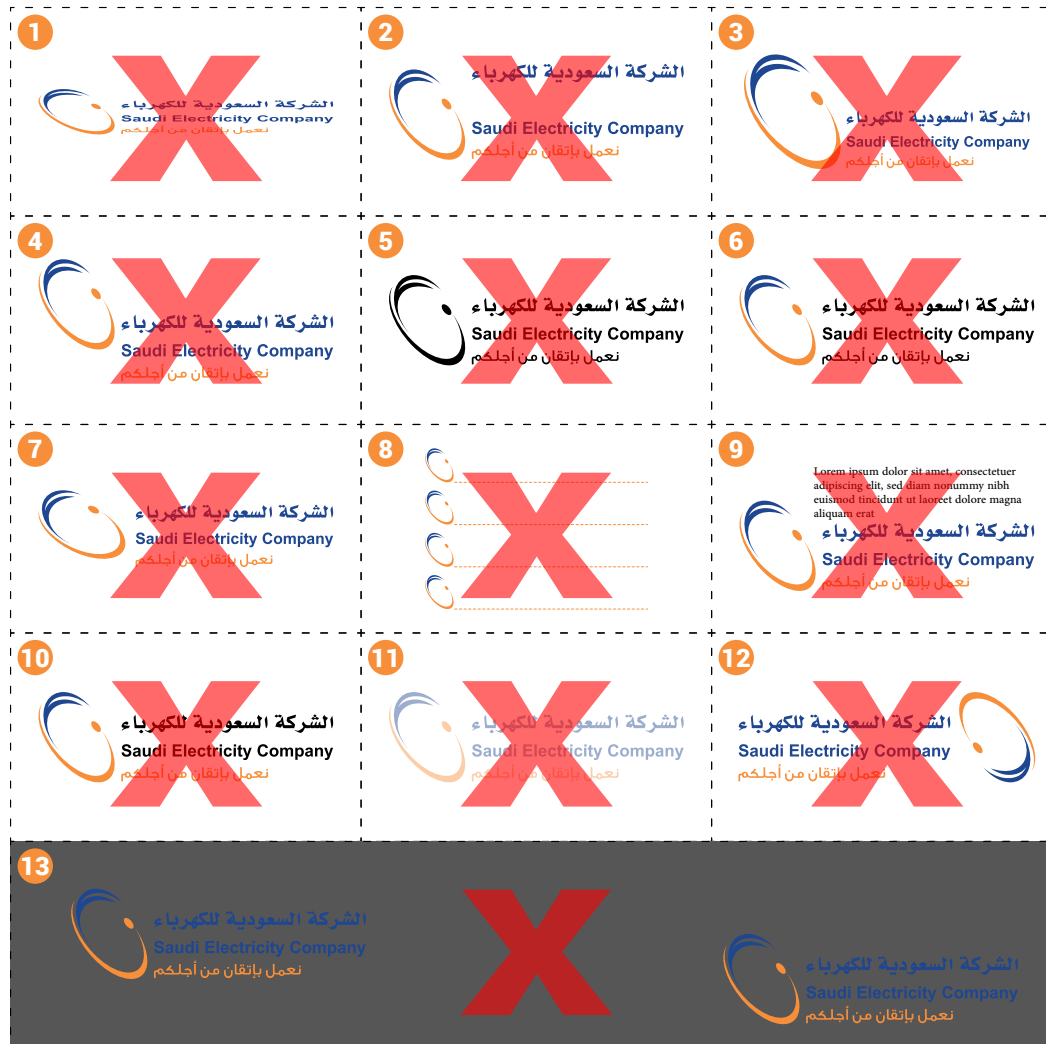 1
الشركة السعودية للكهرباء
Saudi Electricity Company
نعمل بإتقان من أجلكم
2
الشركة السعودية للكهرباء
Saudi Electricity Company
نعمل بإتقان من أجلكم
3
الشركة السعودية للكهرباء
Saudi Electricity Company
نعمل بإتقان من أجلكم
4
الشركة السعودية للكهرباء
Saudi Electricity Company
نعمل بإتقان من أجلكم
5
الشركة السعودية للكهرباء
Saudi Electricity Company
نعمل بإتقان من أجلكم
6
الشركة السعودية للكهرباء
Saudi Electricity Company
نعمل بإتقان من أجلكم
7
الشركة السعودية للكهرباء
Saudi Electricity Company
نعمل بإتقان من أجلكم
8
9
Lorem ipsum dolor sit amet, consectetuer
adipiscing elit, sed diam nonummy nibh
euismod tincidunt ut laoreet dolore magna
aliquam erat
الشركة السعودية للكهرباء
Saudi Electricity Company
نعمل بإتقان من أجلكم
10
الشركة السعودية للكهرباء
Saudi Electricity Company
نعمل بإتقان من أجلكم
11
الشركة السعودية للكهرباء
Saudi Electricity Company
نعمل بإتقان من أجلكم
12
الشركة السعودية للكهرباء
Saudi Electricity Company
نعمل بإتقان من أجلكم
13
الشركة السعودية للكهرباء
Saudi Electricity Company
نعمل بإتقان من أجلكم
الشركة السعودية للكهرباء
Saudi Electricity Company
نعمل بإتقان من أجلكم